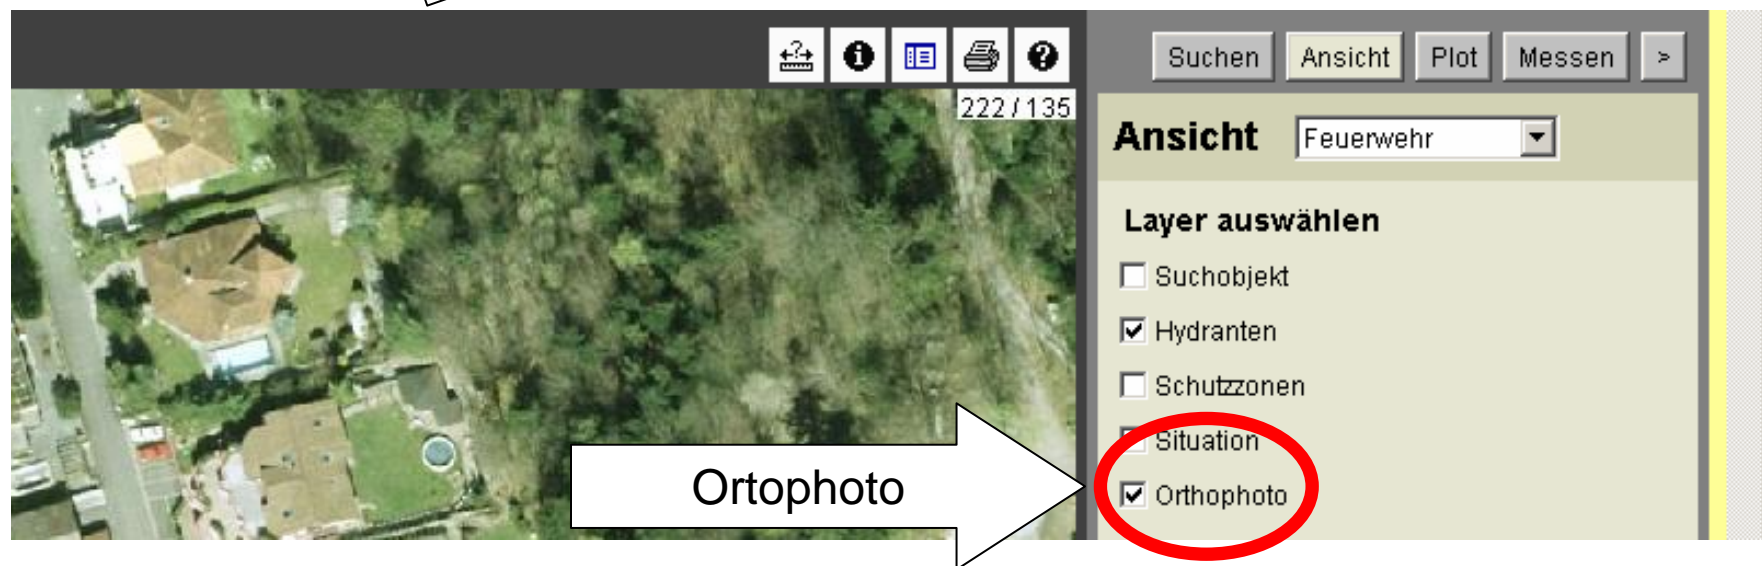 Suchen Ansicht Plot Messen >
222 / 135
Ansicht Feuerwehr
Layer auswählen
Suchobjekt
Hydranten
Schutzzonen
Situation
Ortophoto
Orthophoto